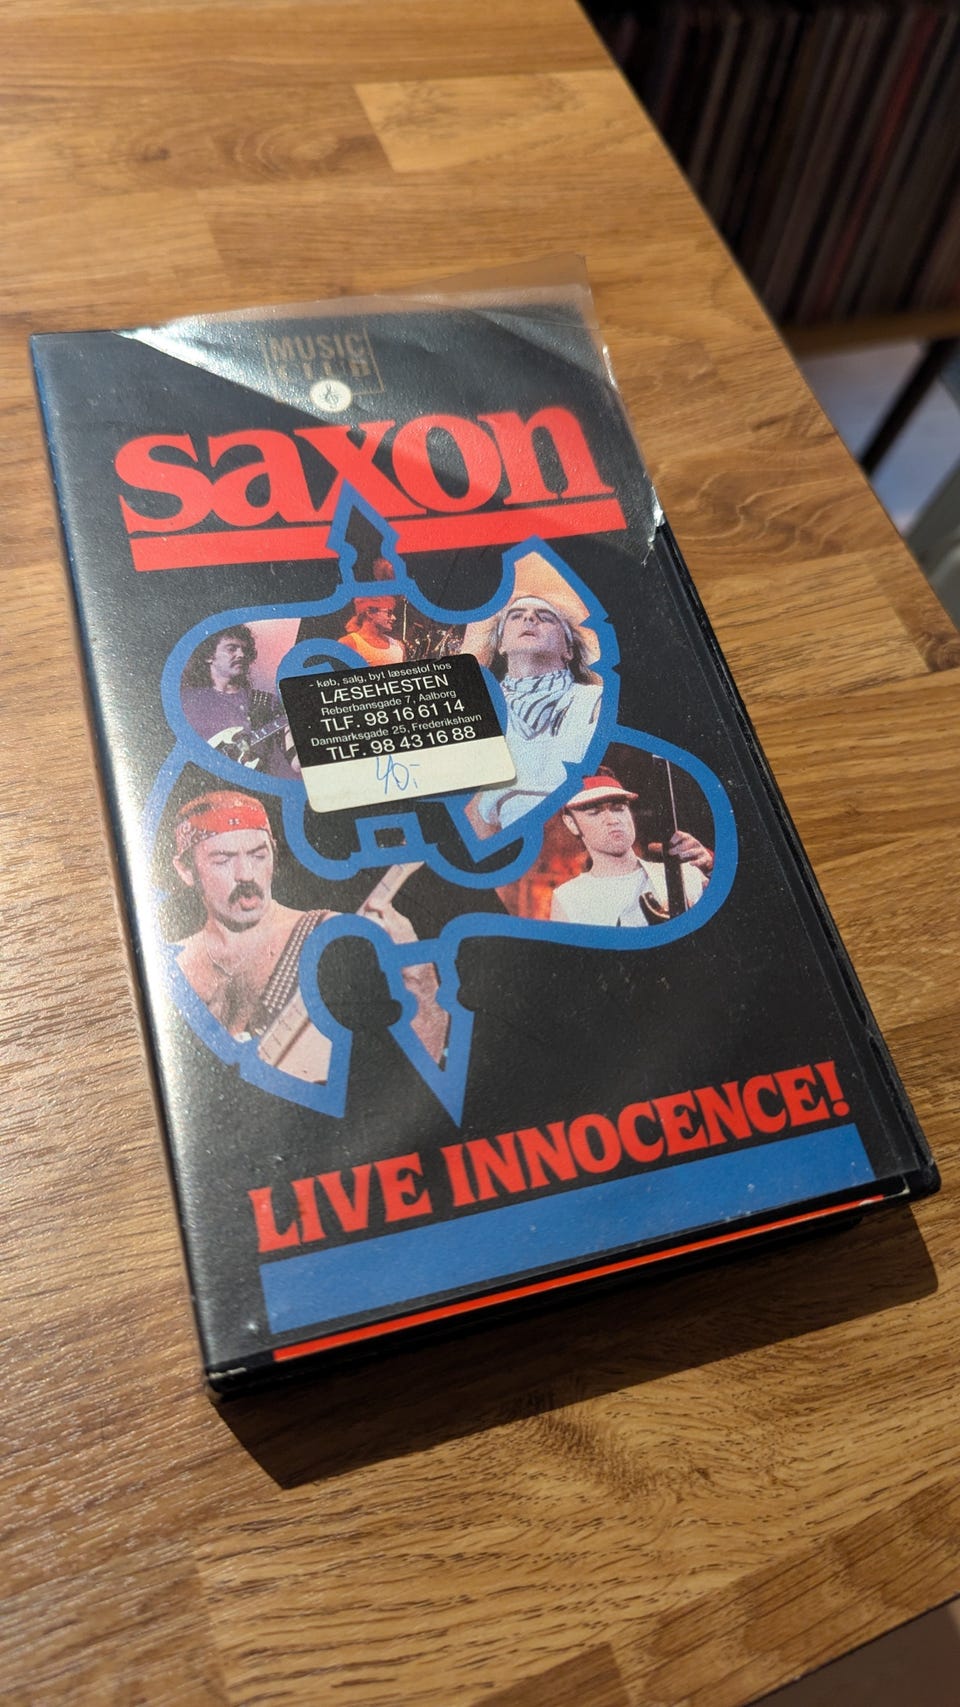 MUSIC
CLUB
saxon
- køb, salg, byt læsestof hos
LÆSEHESTEN
Reberbansgade 7, Aalborg
TLF. 98 16 61 14
Danmarksgade 25, Frederikshavn
TLF. 98 43 16 88
40,-
LIVE INNOCENCE!